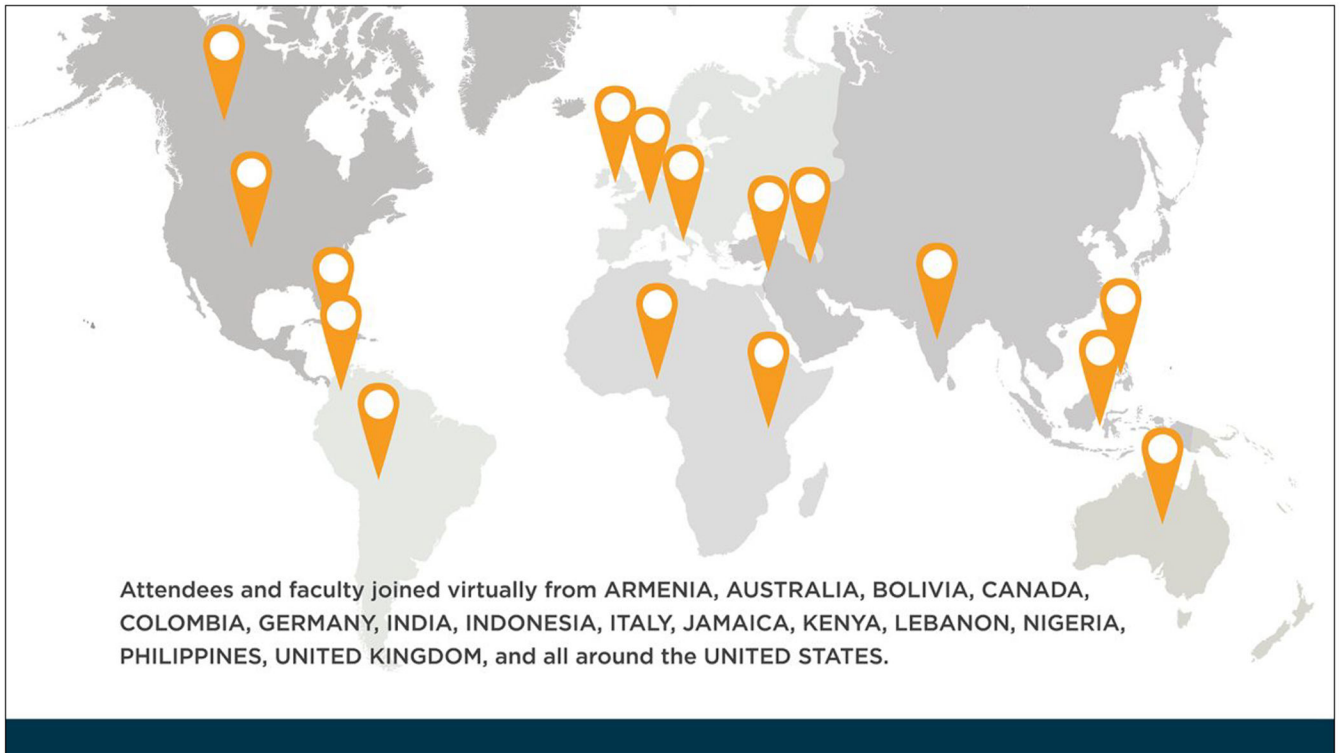 Attendees and faculty joined virtually from ARMENIA, AUSTRALIA, BOLIVIA, CANADA,
COLOMBIA, GERMANY, INDIA, INDONESIA, ITALY, JAMAICA, KENYA, LEBANON, NIGERIA,
PHILIPPINES, UNITED KINGDOM, and all around the UNITED STATES.